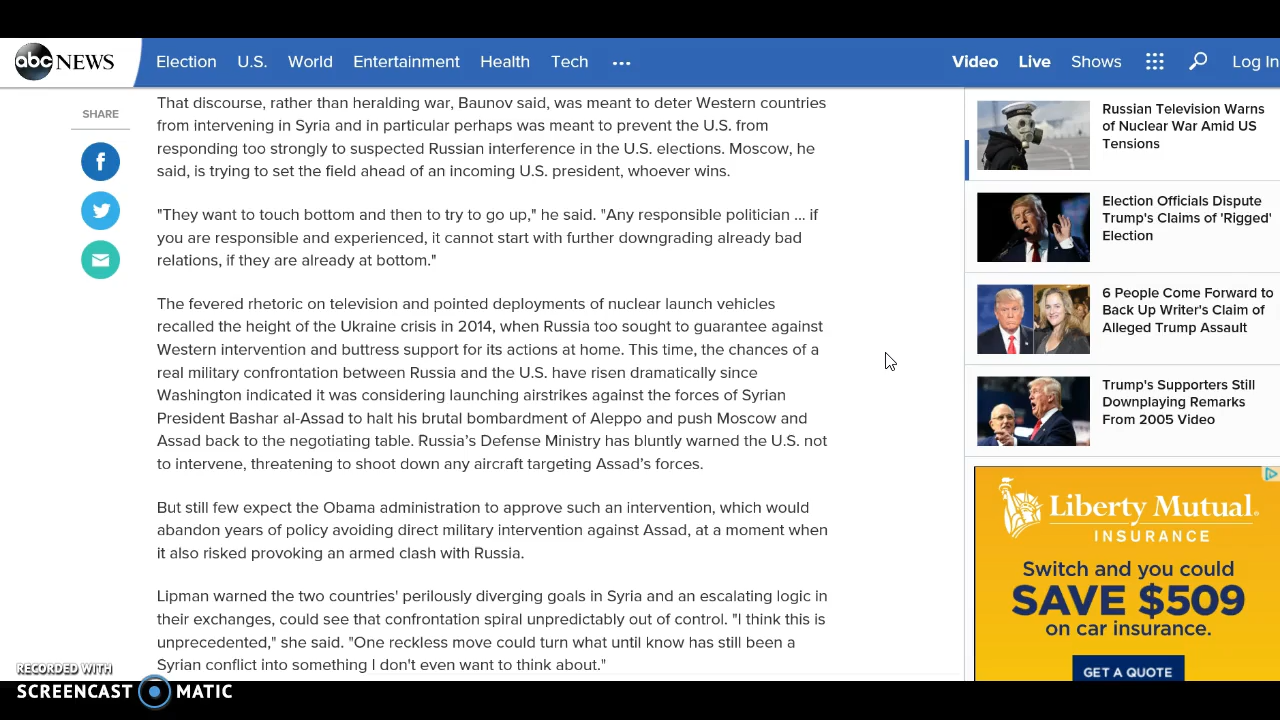 abc NEWS
Election U.S. World Entertainment Health Tech ...
Video Live Shows Log In
SHARE
That discourse, rather than heralding war, Baunov said, was meant to deter Western countries
from intervening in Syria and in particular perhaps was meant to prevent the U.S. from
responding too strongly to suspected Russian interference in the U.S. elections. Moscow, he
said, is trying to set the field ahead of an incoming U.S. president, whoever wins.
"They want to touch bottom and then to try to go up," he said. "Any responsible politician ... if
you are responsible and experienced, it cannot start with further downgrading already bad
relations, if they are already at bottom."
The fevered rhetoric on television and pointed deployments of nuclear launch vehicles
recalled the height of the Ukraine crisis in 2014, when Russia too sought to guarantee against
Western intervention and buttress support for its actions at home. This time, the chances of a
real military confrontation between Russia and the U.S. have risen dramatically since
Washington indicated it was considering launching airstrikes against the forces of Syrian
President Bashar al-Assad to halt his brutal bombardment of Aleppo and push Moscow and
Assad back to the negotiating table. Russia's Defense Ministry has bluntly warned the U.S. not
to intervene, threatening to shoot down any aircraft targeting Assad's forces.
But still few expect the Obama administration to approve such an intervention, which would
abandon years of policy avoiding direct military intervention against Assad, at a moment when
it also risked provoking an armed clash with Russia.
Lipman warned the two countries' perilously diverging goals in Syria and an escalating logic in
their exchanges, could see that confrontation spiral unpredictably out of control. "I think this is
unprecedented," she said. "One reckless move could turn what until know has still been a
Syrian conflict into something I don't even want to think about."
Russian Television Warns
of Nuclear War Amid US
Tensions
Election Officials Dispute
Trump's Claims of 'Rigged'
Election
6 People Come Forward to
Back Up Writer's Claim of
Alleged Trump Assault
Trump's Supporters Still
Downplaying Remarks
From 2005 Video
Liberty Mutual.
INSURANCE
Switch and you could
SAVE $509
on car insurance.
GET A QUOTE
RECORDED WITH
SCREENCAST MATIC